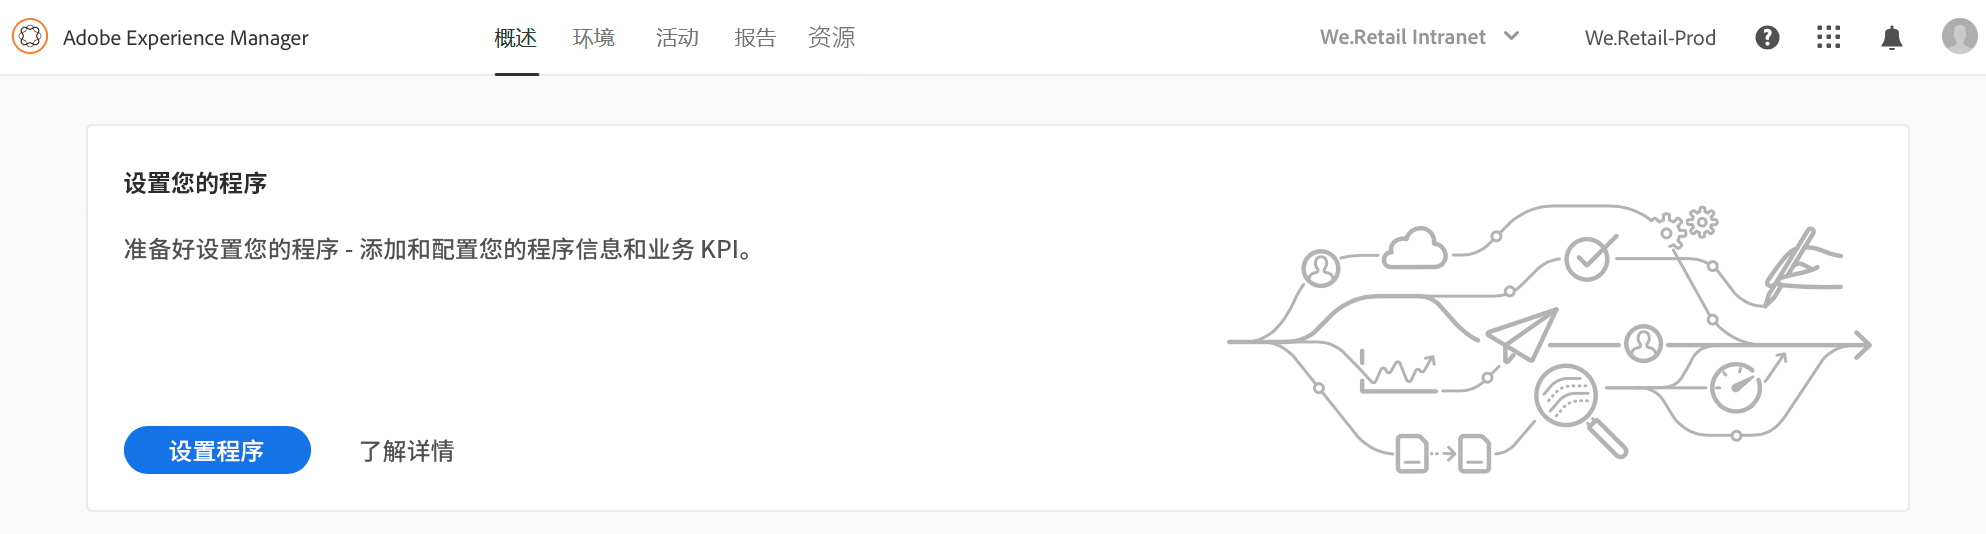 Adobe Experience Manager
概述 环境 活动 报告 资源
We.Retail Intranet
We.Retail-Prod
设置您的程序
准备好设置您的程序 - 添加和配置您的程序信息和业务 KPI。
设置程序
了解详情